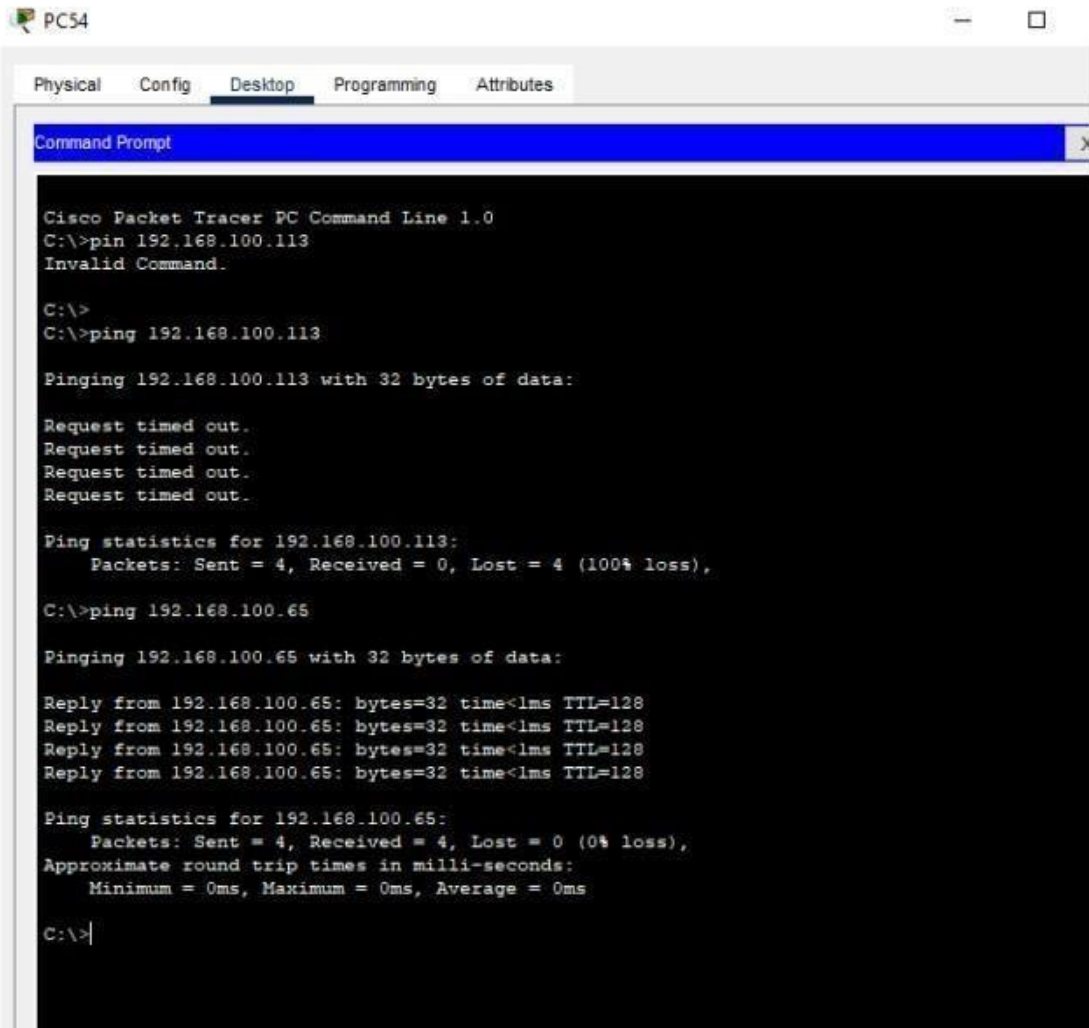 PC54
Physical Config Desktop Programming Attributes
Command Prompt
X
Cisco Packet Tracer PC Command Line 1.0
C:\>pin 192.168.100.113
Invalid Command.
C:\>
C:\>ping 192.168.100.113
Pinging 192.168.100.113 with 32 bytes of data:
Request timed out.
Request timed out.
Request timed out.
Request timed out.
Ping statistics for 192.168.100.113:
Packets: Sent = 4, Received = 0, Lost = 4 (100% loss),
C:\>ping 192.168.100.65
Pinging 192.168.100.65 with 32 bytes of data:
Reply from 192.168.100.65: bytes=32 time<1ms TTL=128
Reply from 192.168.100.65: bytes=32 time<1ms TTL=128
Reply from 192.168.100.65: bytes=32 time<1ms TTL=128
Reply from 192.168.100.65: bytes=32 time<1ms TTL=128
Ping statistics for 192.168.100.65:
Packets: Sent = 4, Received = 4, Lost = 0 (0% loss),
Approximate round trip times in milli-seconds:
Minimum = 0ms, Maximum = 0ms, Average = 0ms
C:\>